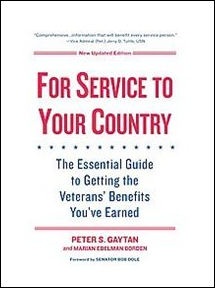 "Comprehensive...information that will benefit every service person."
—Vice Admiral (Ret.) Jerry O. Tuttle, USN
New Updated Edition
FOR SERVICE TO
YOUR COUNTRY
The Essential Guide
to Getting the
Veterans' Benefits
You've Earned
PETER S. GAYTAN
and MARIAN EDELMAN BORDEN
Foreword by SENATOR BOB DOLE